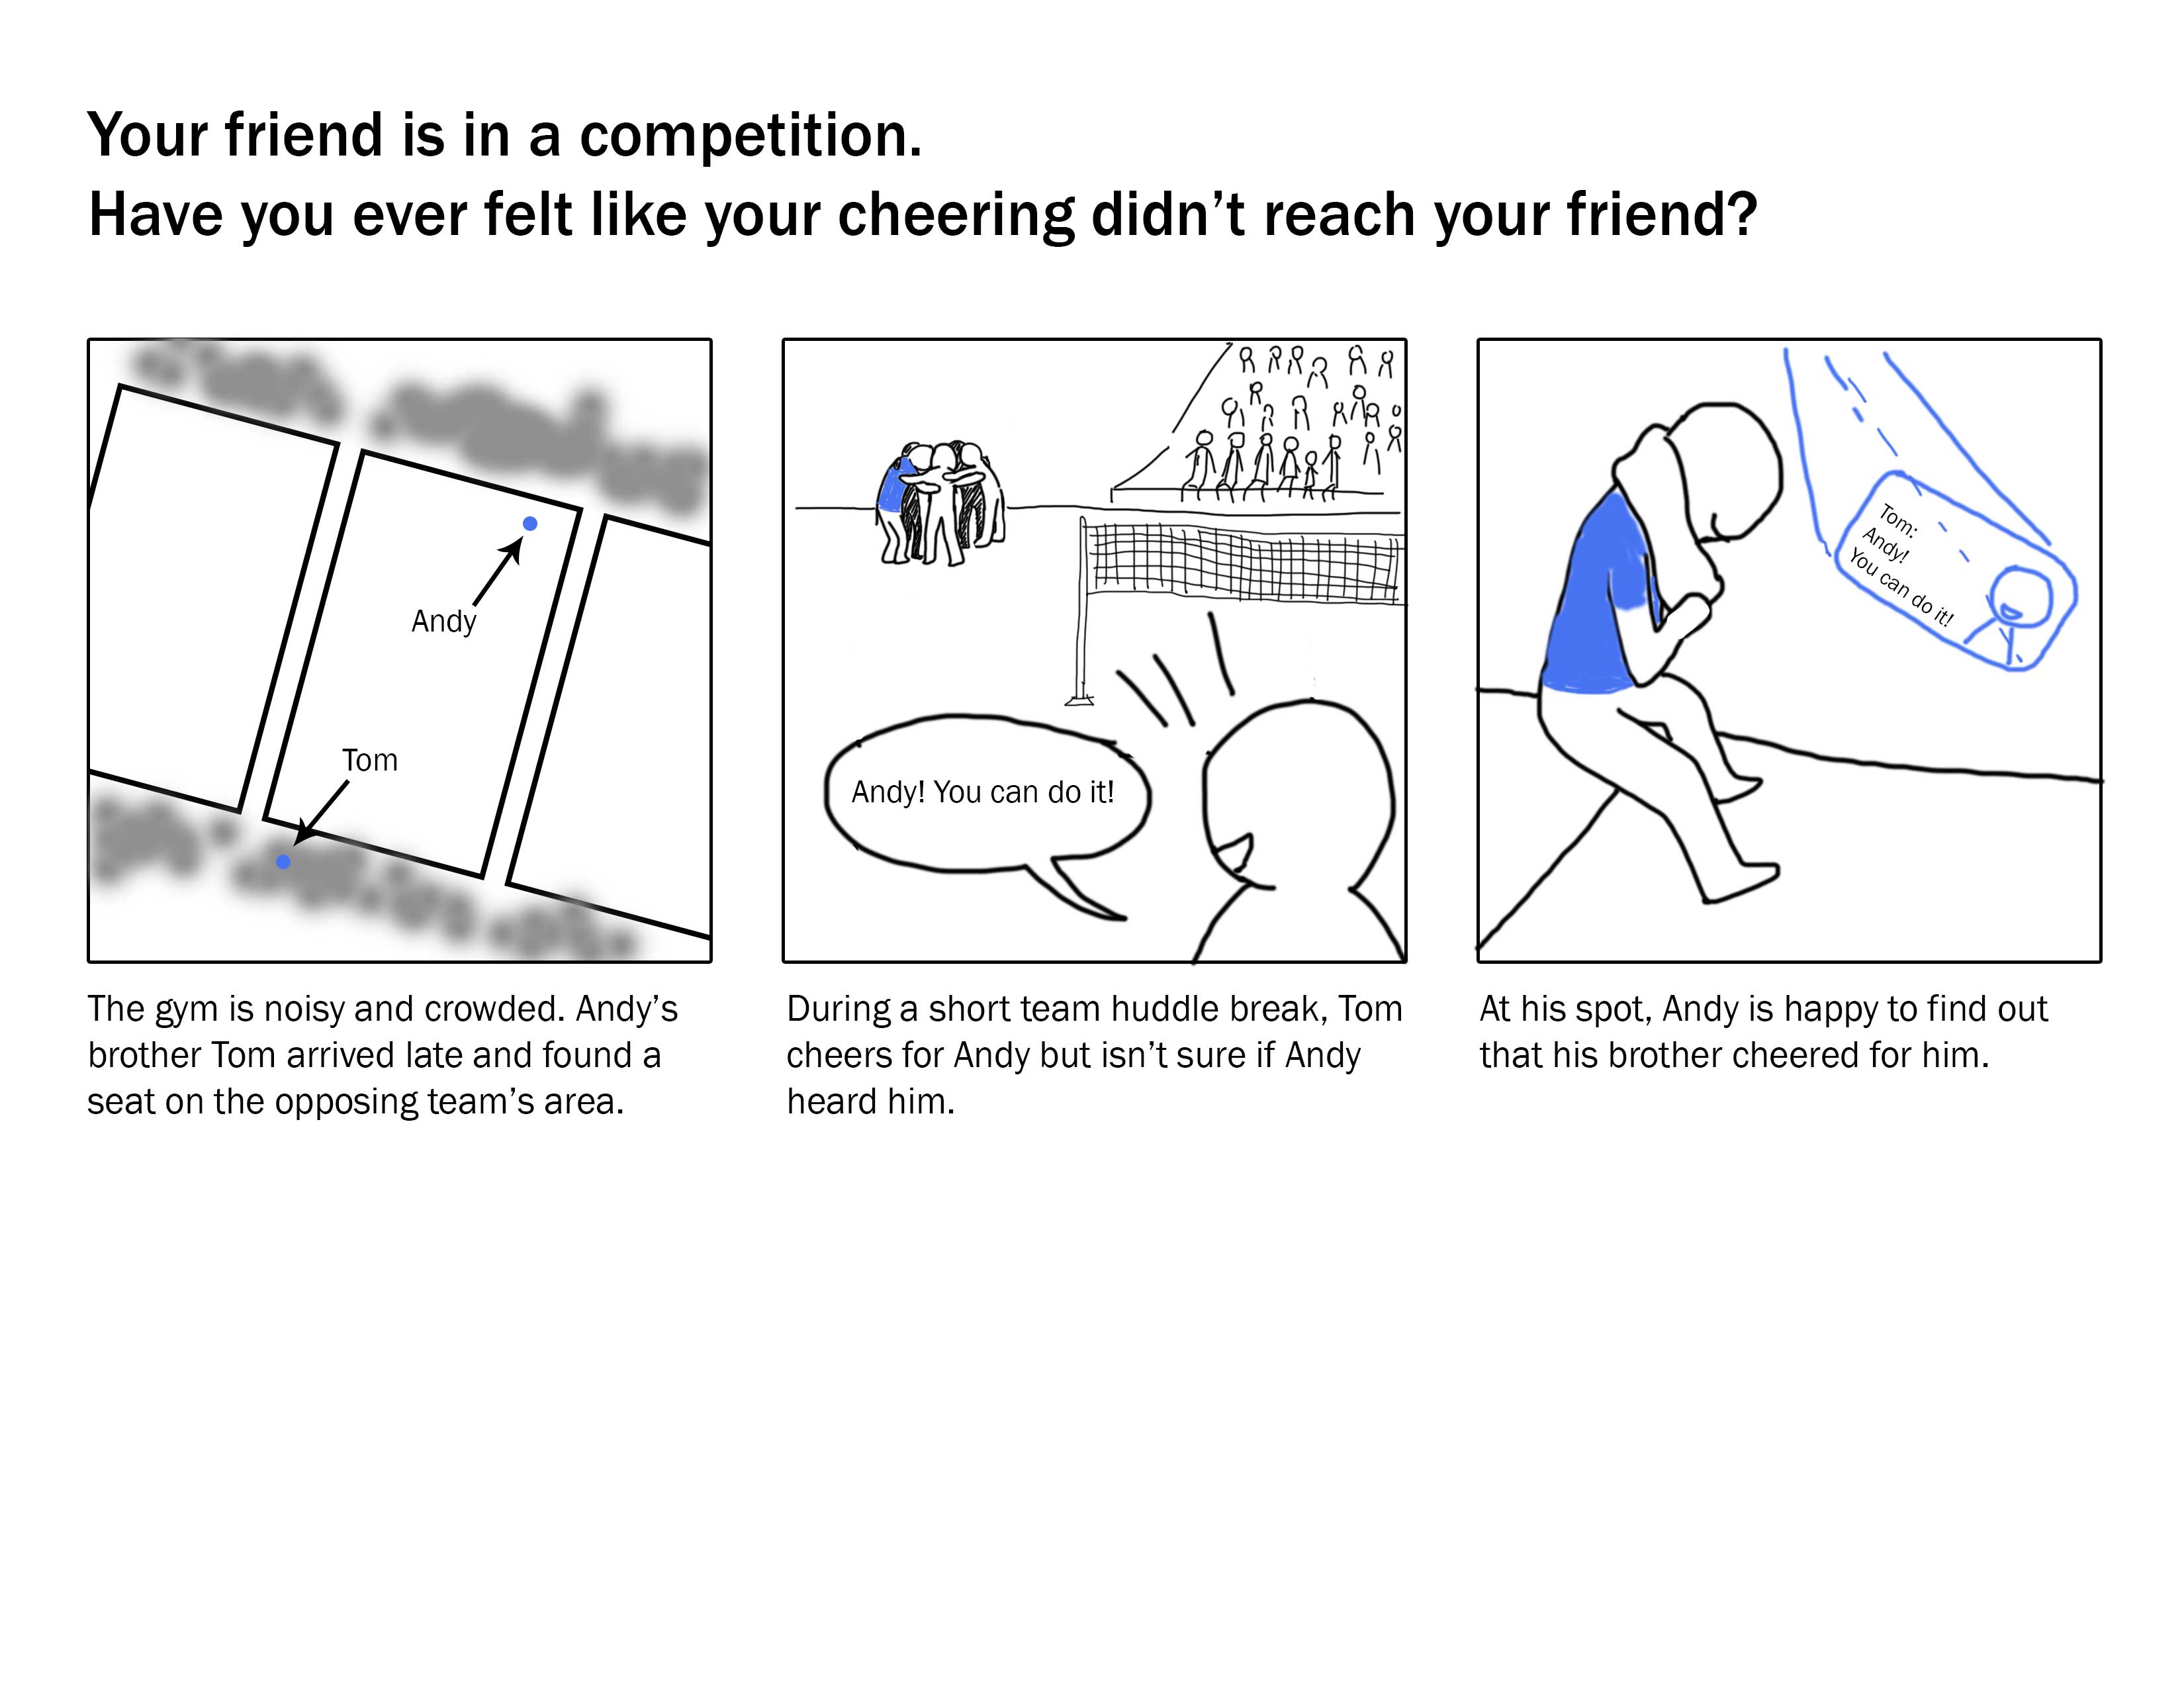 Your friend is in a competition.
Have you ever felt like your cheering didn’t reach your friend?
Andy
Tom
The gym is noisy and crowded. Andy’s
brother Tom arrived late and found a
seat on the opposing team’s area.
Andy! You can do it!
During a short team huddle break, Tom
cheers for Andy but isn’t sure if Andy
heard him.
Tom:
Andy!
You can do it!
At his spot, Andy is happy to find out
that his brother cheered for him.